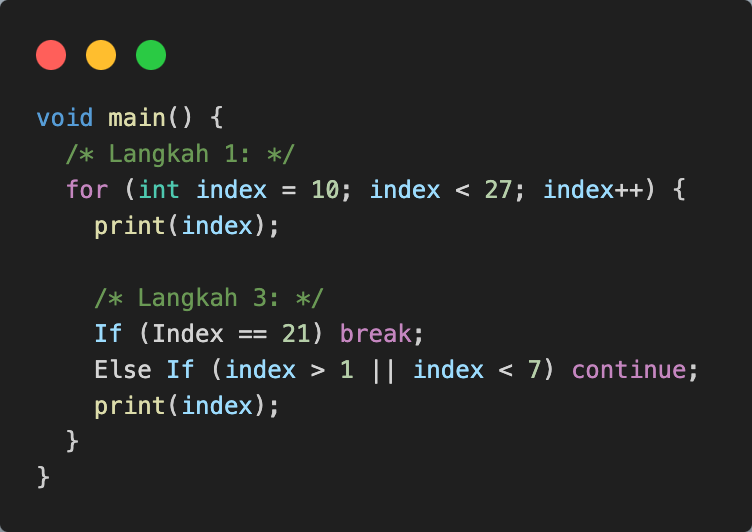 void main() {
  /* Langkah 1: */
  for (int index = 10; index < 27; index++) {
    print(index);

    /* Langkah 3: */
    If (Index == 21) break;
    Else If (index > 1 || index < 7) continue;
    print(index);
  }
}